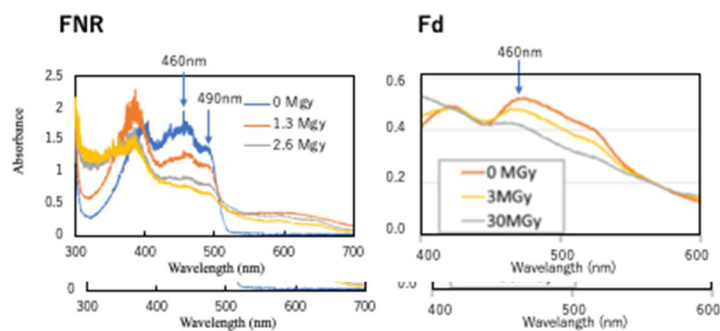 FNR
Fd
460nm
490nm
0 Mgy
1.3 Mgy
2.6 Mgy
Absorbance
2.5
2
1.5
1
0.5
0
300 400 500 600 700
Wavelength (nm)
0
300 400 500 600 700
Wavelength (nm)
460nm
0.6
0.4
0.2
0.0
0 MGy
3MGy
30MGy
400 500 600
Wavelangth (nm)
0.0
400 500 600
Wavelangth (nm)